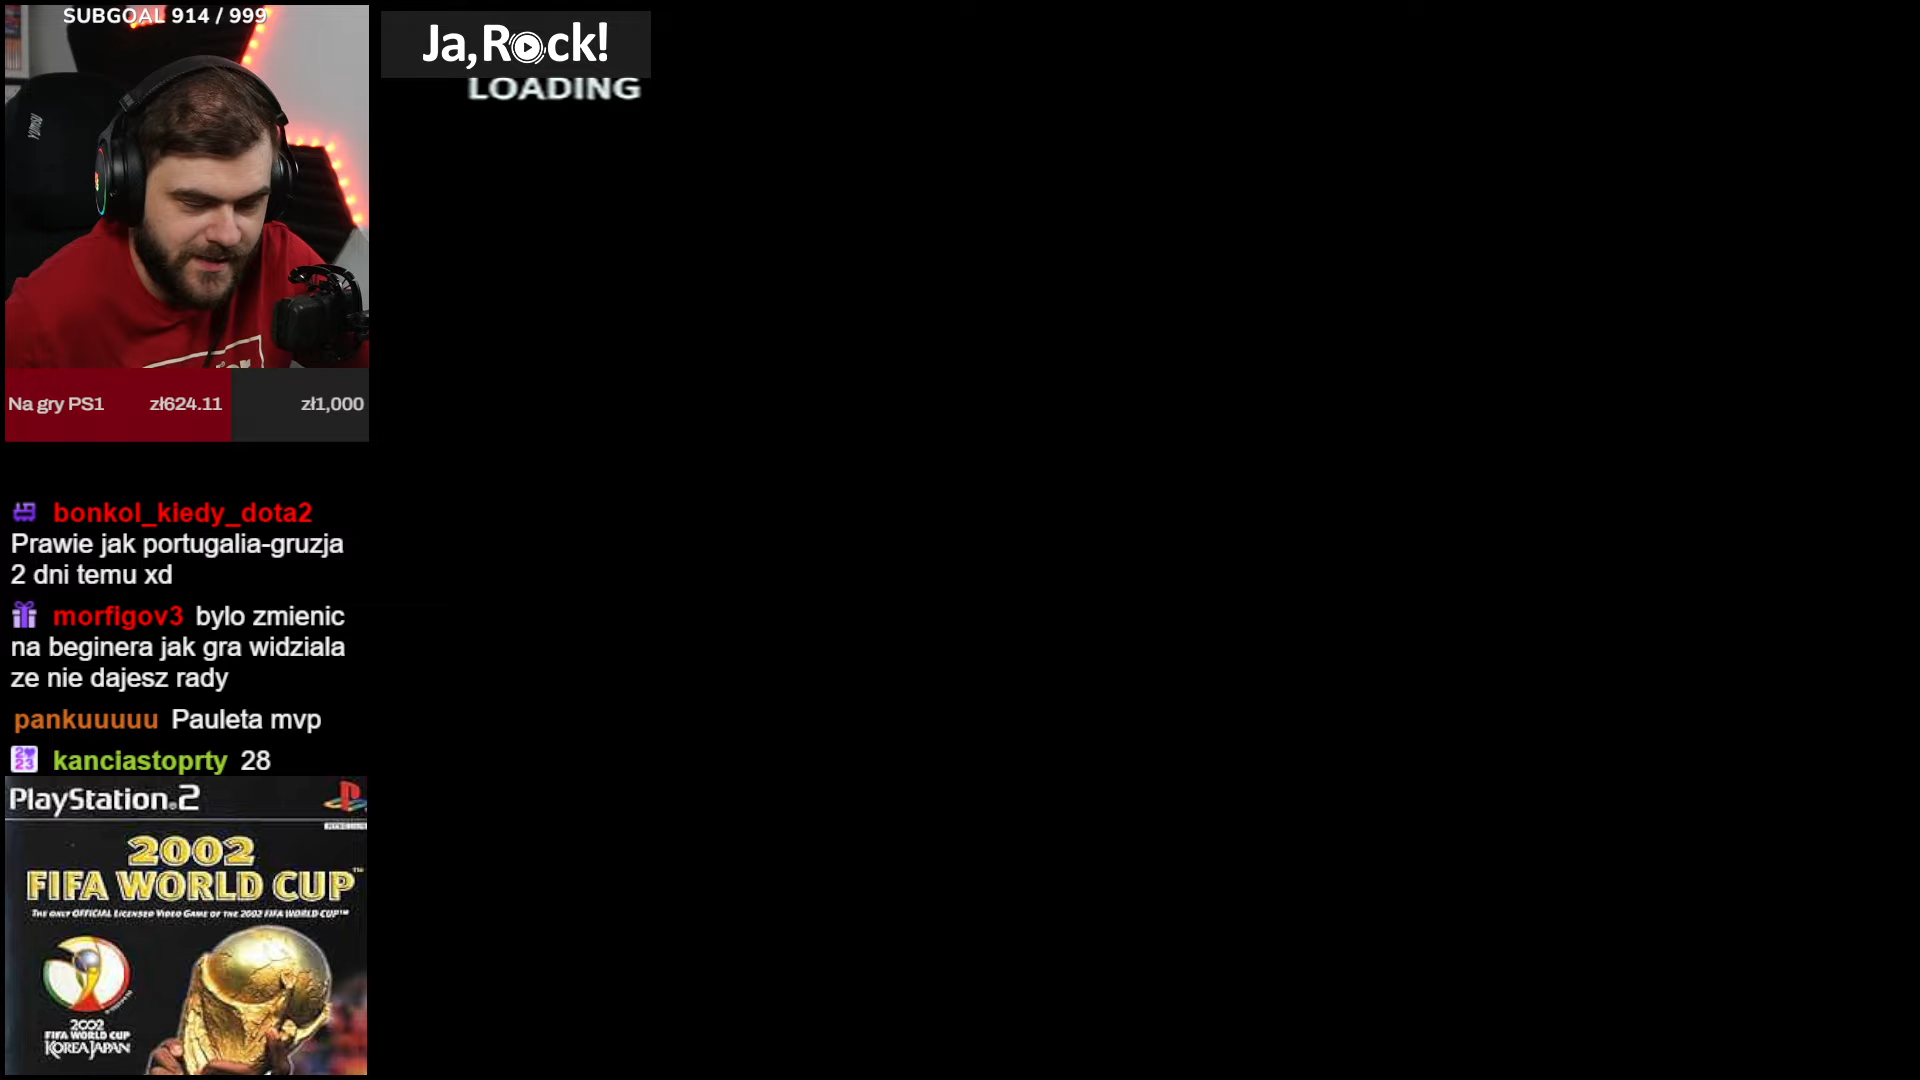 SUBGOAL 914 / 999
Ja,Rock!
LOADING
Na gry PS1 zł624.11 zł1,000
bonkol_kiedy_dota2
Prawie jak portugalia-gruzja
2 dni temu xd
morfigov3 bylo zmienic
na beginera jak gra widziala
ze nie dajesz rady
pankuuuuu Pauleta mvp
kanciastoprty 28
PlayStation.2
2002
FIFA WORLD CUP™
THE ONLY OFFICIAL LICENSED VIDEO GAME OF THE 2002 FIFA WORLD CUP™
2002
FIFA WORLD CUP
KOREA JAPAN